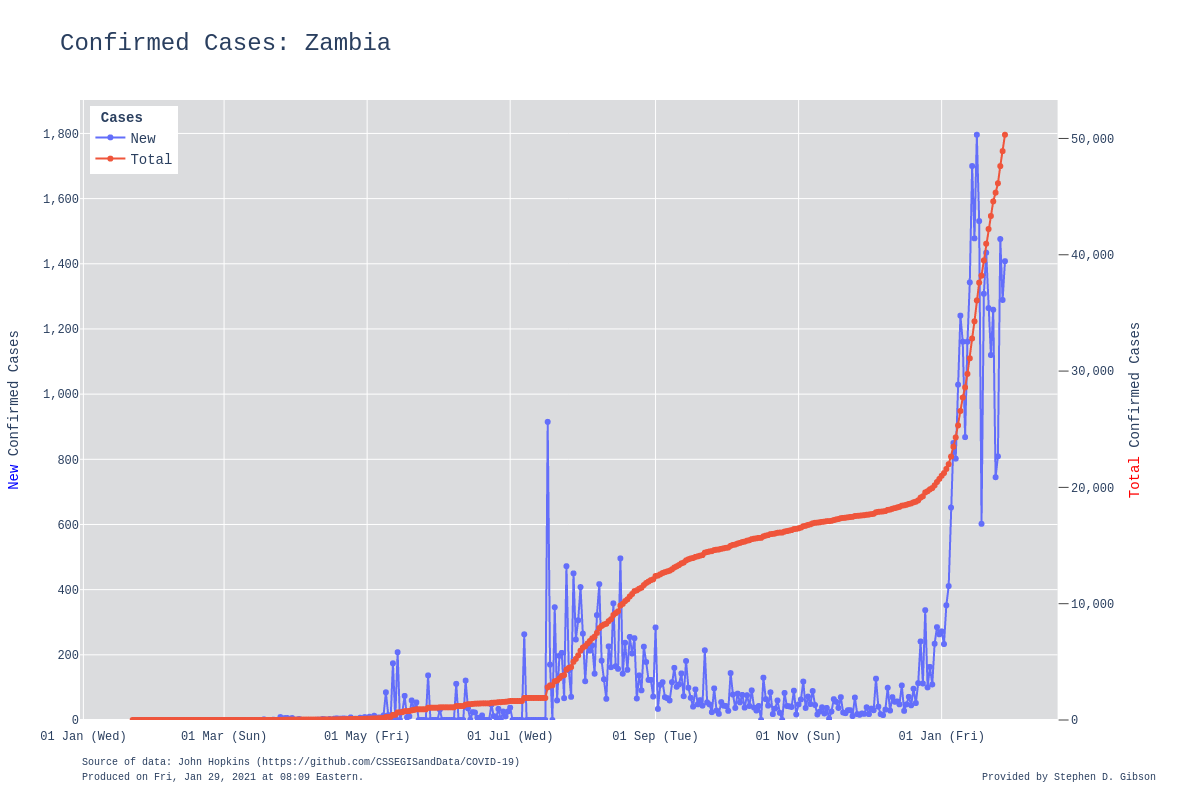 Confirmed Cases: Zambia
Cases
New
Total
1,800
1,600
1,400
1,200
1,000
800
600
400
200
0
New Confirmed Cases
50,000
40,000
30,000
20,000
10,000
0
Total Confirmed Cases
01 Jan (Wed)
01 Mar (Sun)
01 May (Fri)
01 Jul (Wed)
01 Sep (Tue)
01 Nov (Sun)
01 Jan (Fri)
Source of data: John Hopkins (https://github.com/CSSEGISandData/COVID-19)
Produced on Fri, Jan 29, 2021 at 08:09 Eastern.
Provided by Stephen D. Gibson